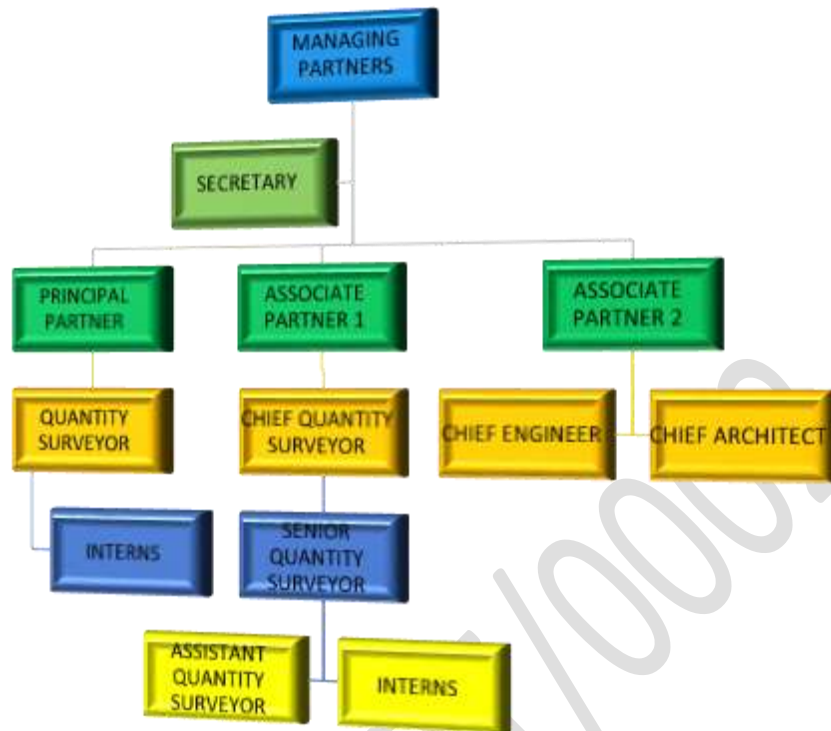 MANAGING
PARTNERS
SECRETARY
PRINCIPAL
PARTNER
ASSOCIATE
PARTNER 1
ASSOCIATE
PARTNER 2
QUANTITY
SURVEYOR
CHIEF QUANTITY
SURVEYOR
CHIEF ENGINEER
CHIEF ARCHITECT
INTERNS
SENIOR
QUANTITY
SURVEYOR
ASSISTANT
QUANTITY
SURVEYOR
INTERNS